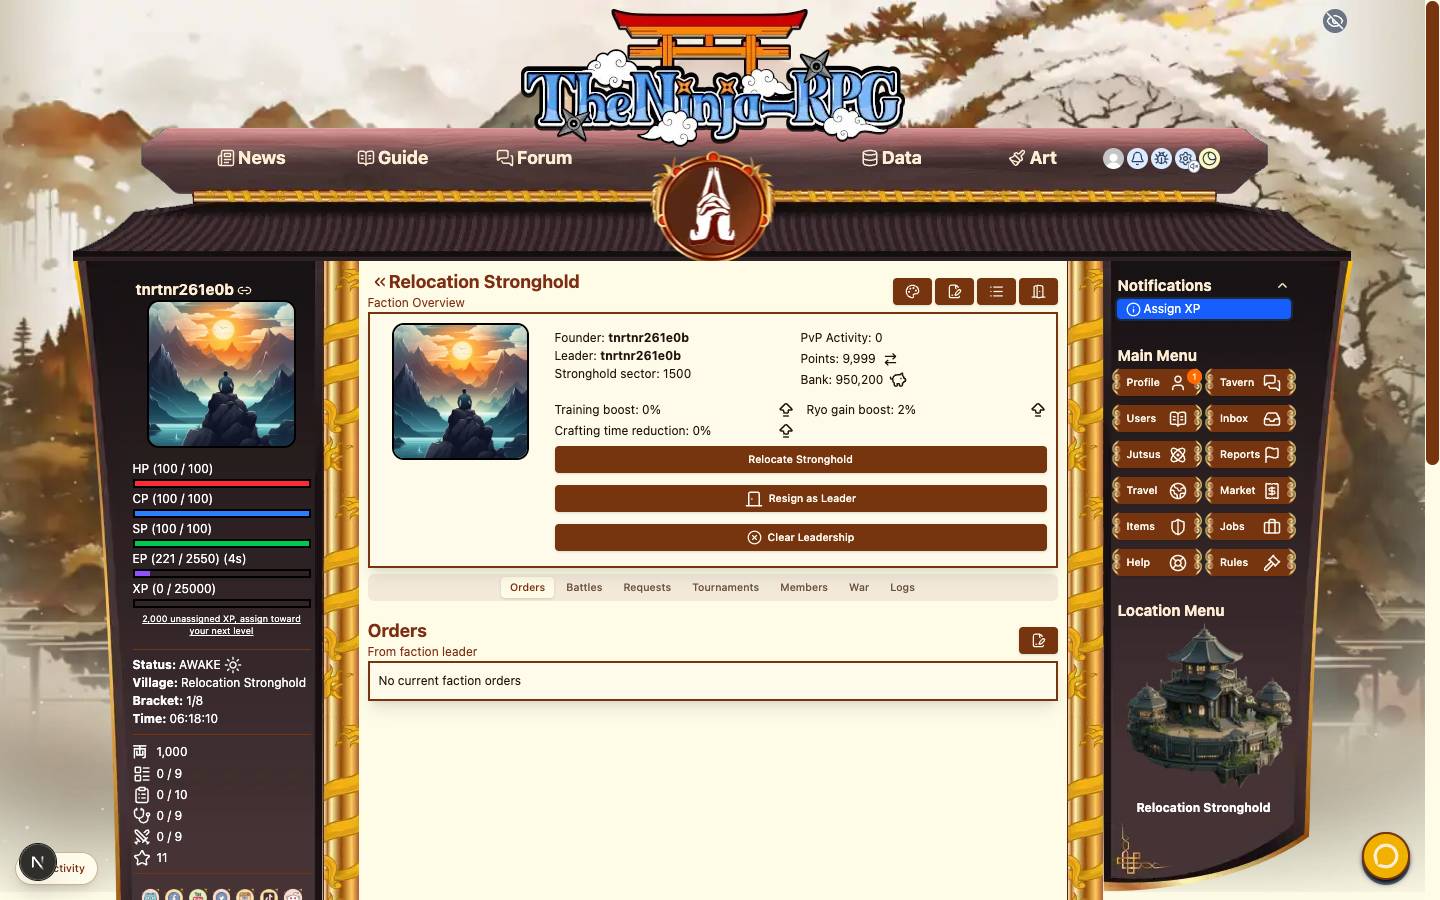 TheNinja-RPG
News
Guide
Forum
Data
Art
tnrtnr261e0b
HP (100 / 100)
CP (100 / 100)
SP (100 / 100)
EP (221 / 2550) (4s)
XP (0 / 25000)
2,000 unassigned XP, assign toward
your next level
Status: AWAKE
Village: Relocation Stronghold
Bracket: 1/8
Time: 06:18:10
両 1,000
0 / 9
0 / 10
0 / 9
0 / 9
11
N
ctivity
Relocation Stronghold
Faction Overview
Founder: tnrtnr261e0b
Leader: tnrtnr261e0b
Stronghold sector: 1500
PvP Activity: 0
Points: 9,999
Bank: 950,200
Training boost: 0%
Ryo gain boost: 2%
Crafting time reduction: 0%
Relocate Stronghold
Resign as Leader
Clear Leadership
Orders
Battles
Requests
Tournaments
Members
War
Logs
Orders
From faction leader
No current faction orders
Notifications
Assign XP
Main Menu
Profile
1
Tavern
Users
Inbox
Jutsus
Reports
Travel
Market
Items
Jobs
Help
Rules
Location Menu
Relocation Stronghold